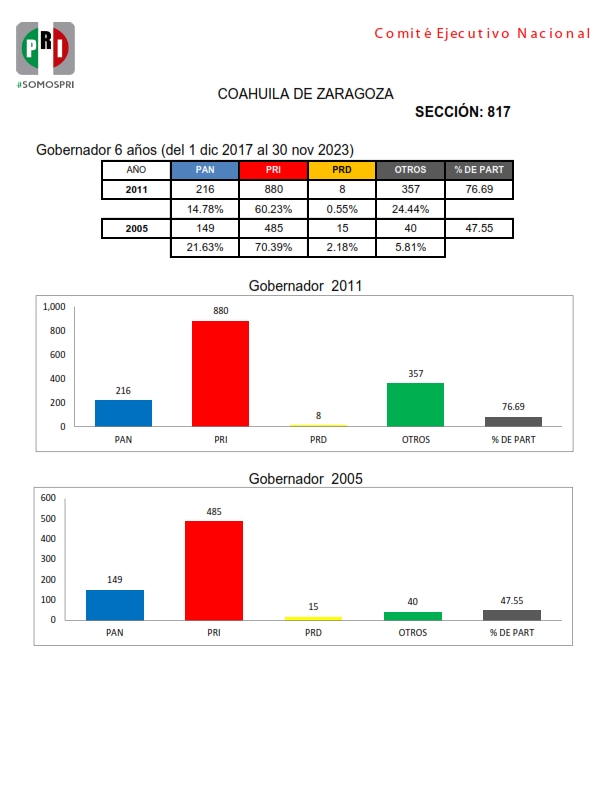 Comité Ejecutivo Nacional
PRI
#SOMOSPRI
COAHUILA DE ZARAGOZA
SECCIÓN: 817
Gobernador 6 años (del 1 dic 2017 al 30 nov 2023)
AÑO PAN PRI PRD OTROS % DE PART
2011 216 880 8 357 76.69
14.78% 60.23% 0.55% 24.44%
2005 149 485 15 40 47.55
21.63% 70.39% 2.18% 5.81%
Gobernador 2011
1,000
800
600
400
200
0
216 880 8 357 76.69
PAN PRI PRD OTROS % DE PART
Gobernador 2005
600
500
400
300
200
100
0
149 485 15 40 47.55
PAN PRI PRD OTROS % DE PART